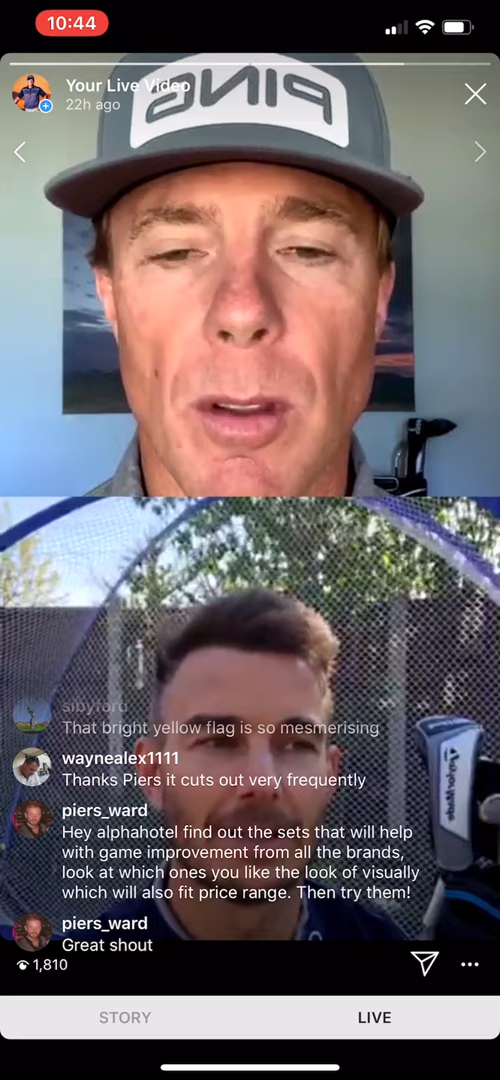 10:44
Your Live Video
22h ago
PING
sibyford
That bright yellow flag is so mesmerising
waynealex1111
Thanks Piers it cuts out very frequently
piers_ward
Hey alphahotel find out the sets that will help
with game improvement from all the brands,
look at which ones you like the look of visually
which will also fit price range. Then try them!
TaylorMade
piers_ward
Great shout
1,810
STORY
LIVE